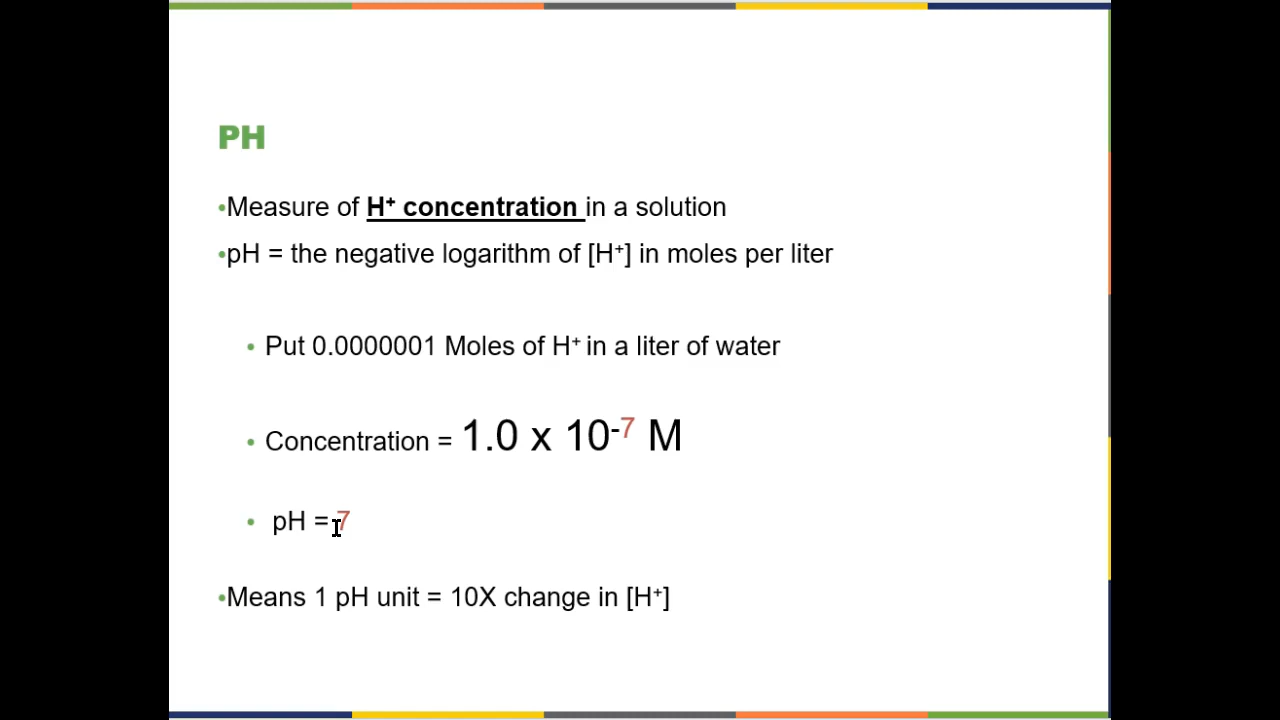 PH
•Measure of H⁺ concentration in a solution
•pH = the negative logarithm of [H⁺] in moles per liter
• Put 0.0000001 Moles of H⁺ in a liter of water
• Concentration = 1.0 x 10⁻⁷ M
• pH = 7
•Means 1 pH unit = 10X change in [H⁺]